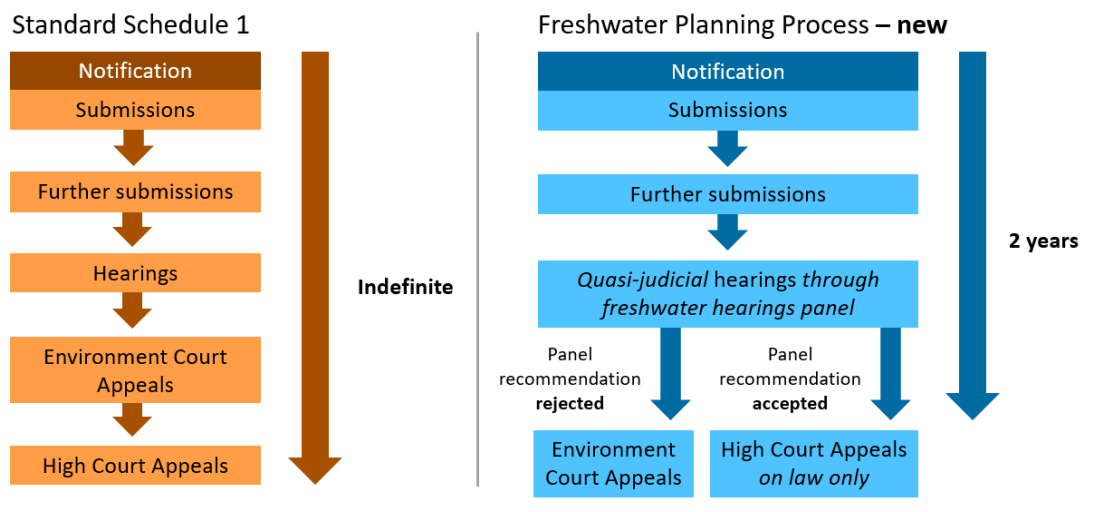 Standard Schedule 1
Notification
Submissions
Further submissions
Hearings
Environment Court
Appeals
High Court Appeals
Indefinite
Freshwater Planning Process – new
Notification
Submissions
Further submissions
Quasi-judicial hearings through
freshwater hearings panel
Panel
recommendation
rejected
Panel
recommendation
accepted
Environment
Court Appeals
High Court Appeals
on law only
2 years